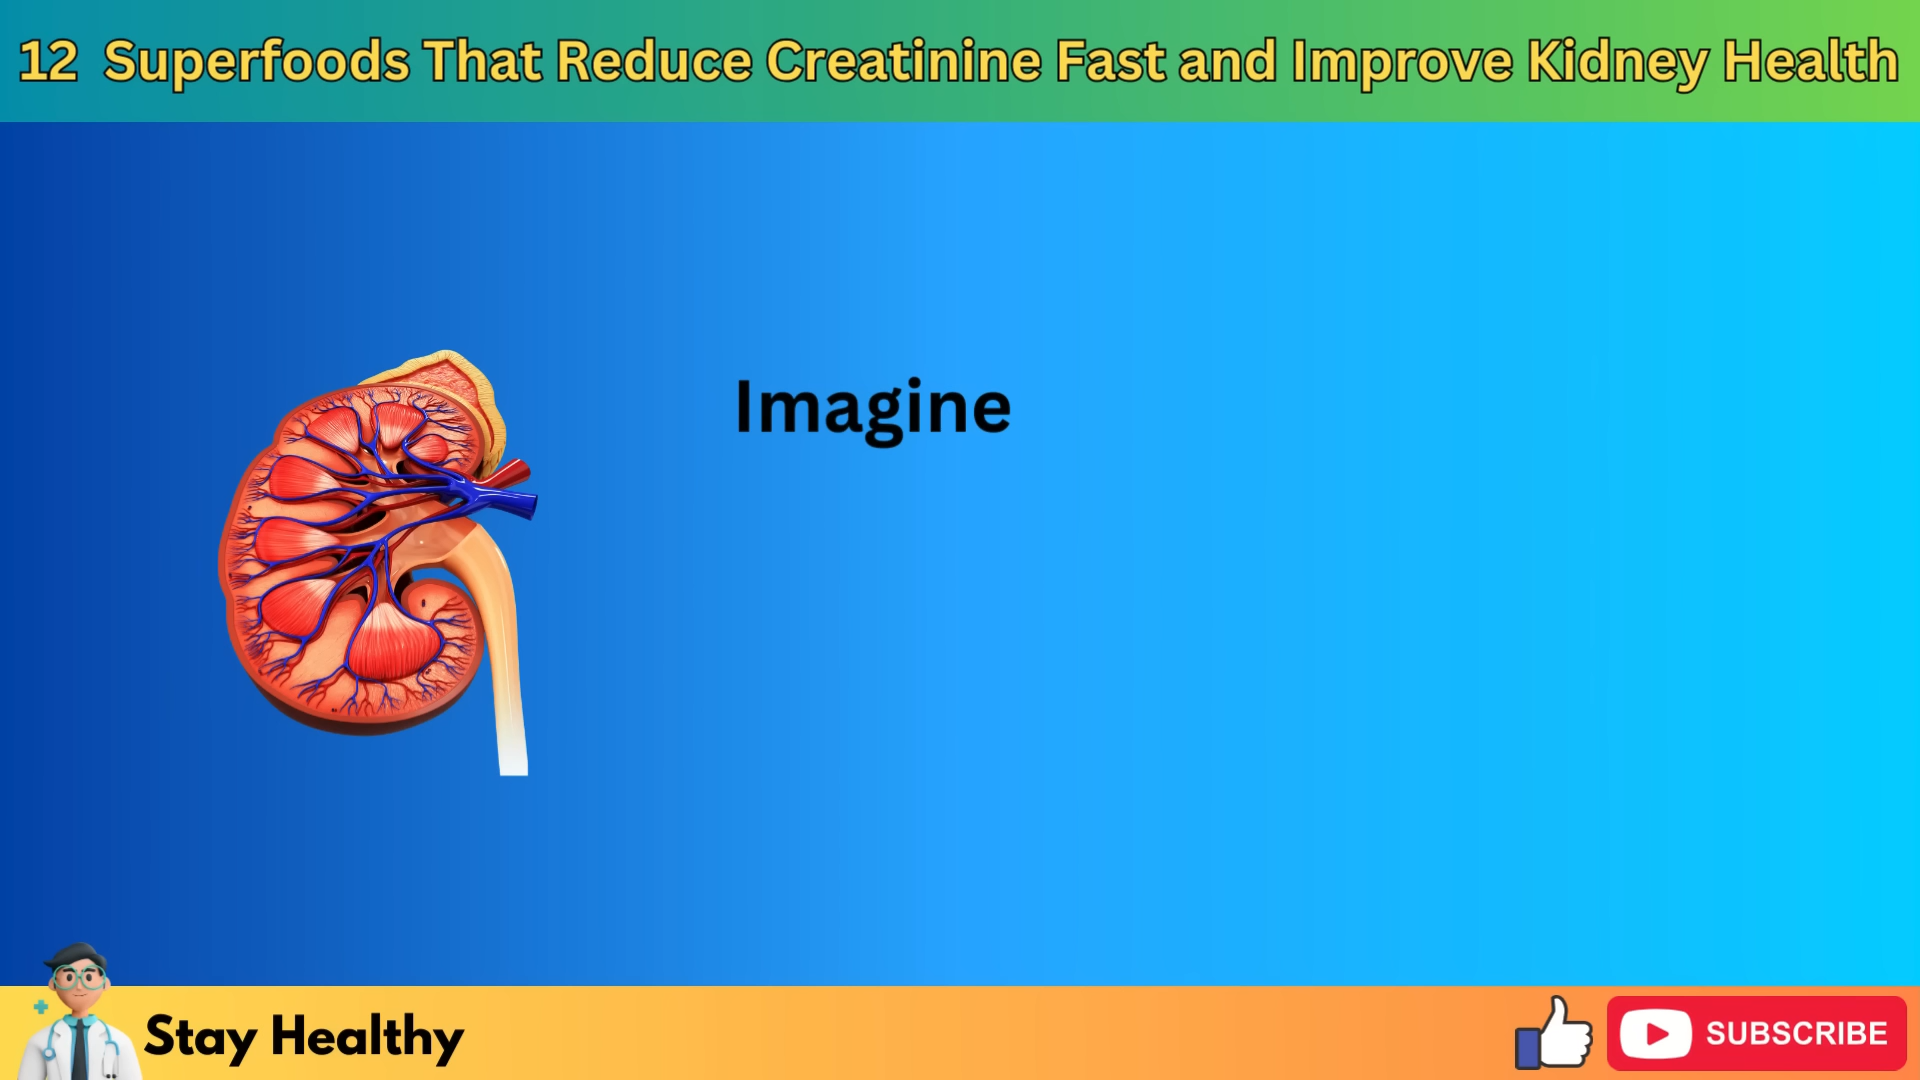 12 Superfoods That Reduce Creatinine Fast and Improve Kidney Health
Imagine
Stay Healthy
SUBSCRIBE